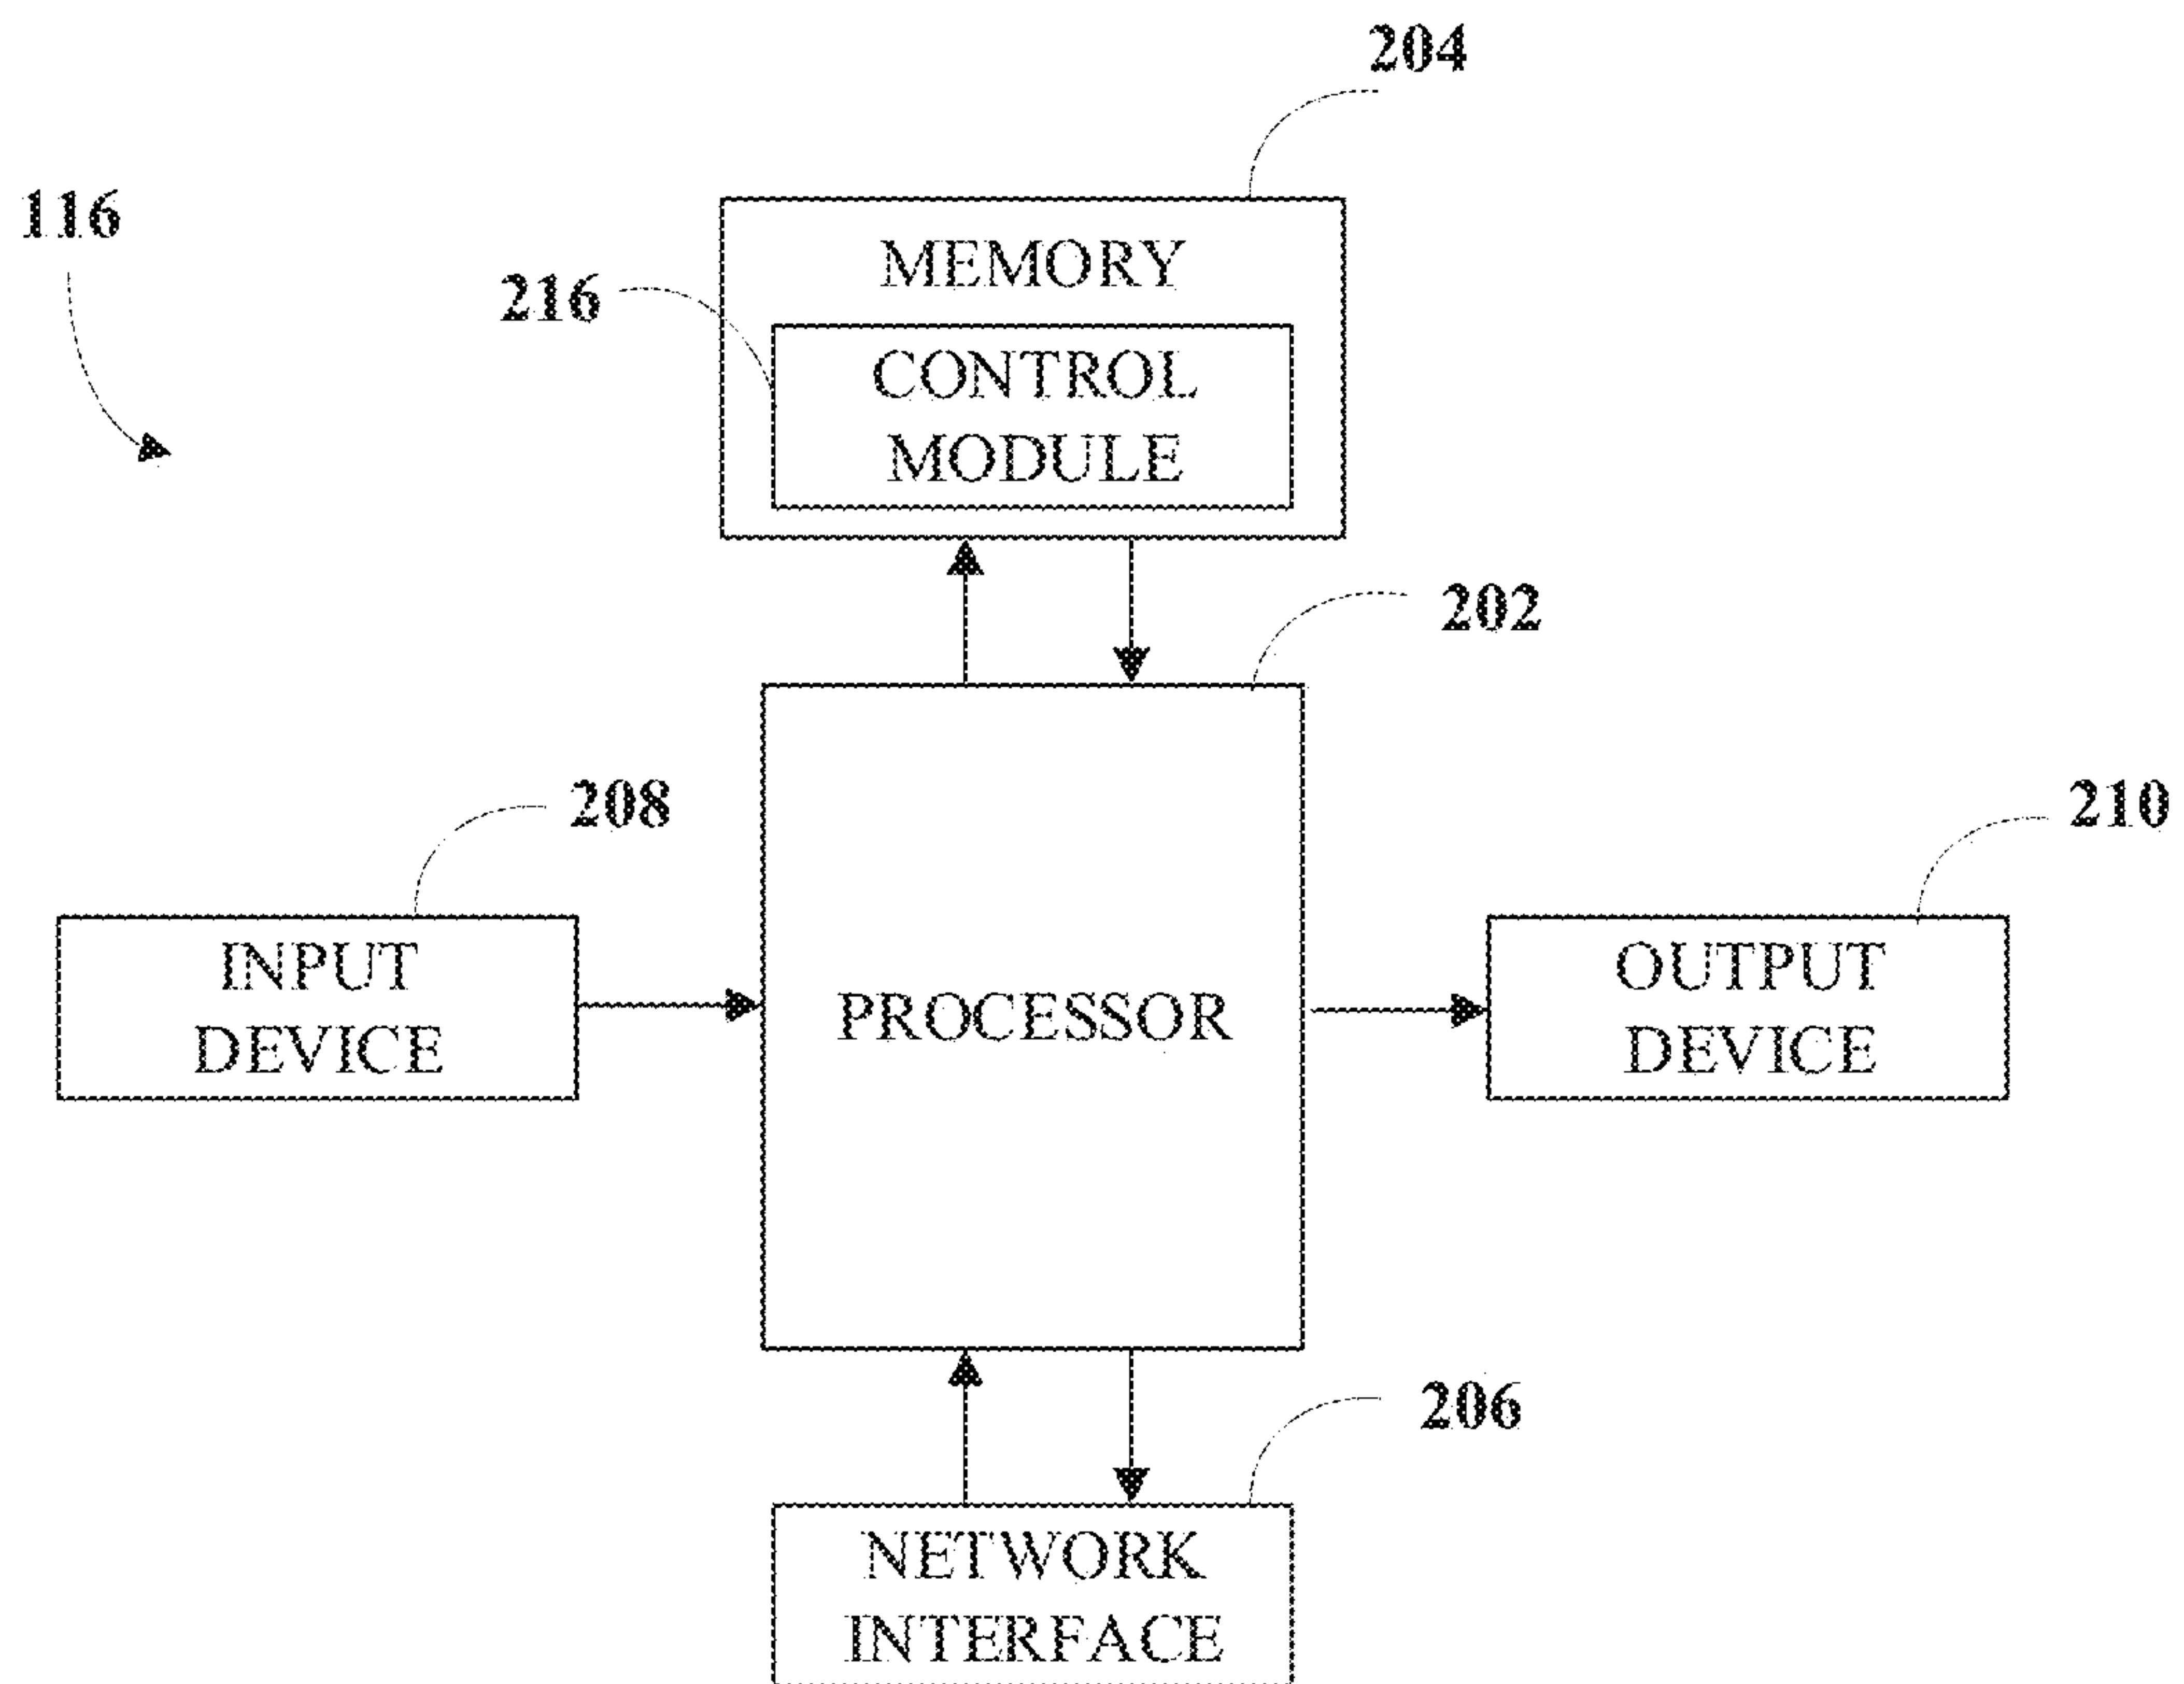 204
116
MEMORY
216
CONTROL
MODULE
202
208
210
INPUT
DEVICE
PROCESSOR
OUTPUT
DEVICE
206
NETWORK
INTERFACE